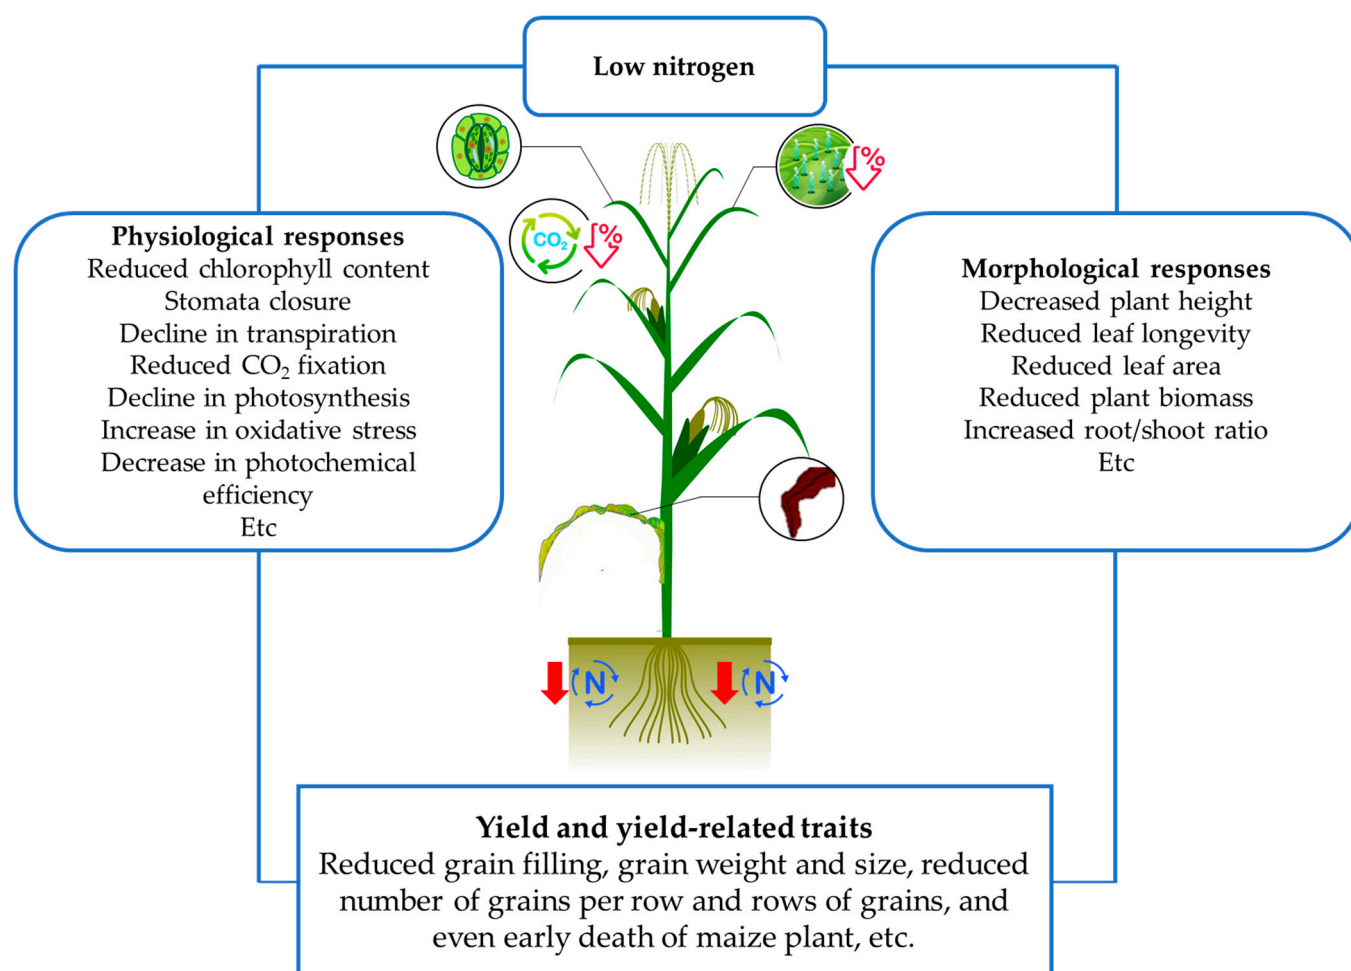 Low nitrogen
%
CO₂
%
Physiological responses
Reduced chlorophyll content
Stomata closure
Decline in transpiration
Reduced CO₂ fixation
Decline in photosynthesis
Increase in oxidative stress
Decrease in photochemical
efficiency
Etc
Morphological responses
Decreased plant height
Reduced leaf longevity
Reduced leaf area
Reduced plant biomass
Increased root/shoot ratio
Etc
N
N
Yield and yield-related traits
Reduced grain filling, grain weight and size, reduced
number of grains per row and rows of grains, and
even early death of maize plant, etc.